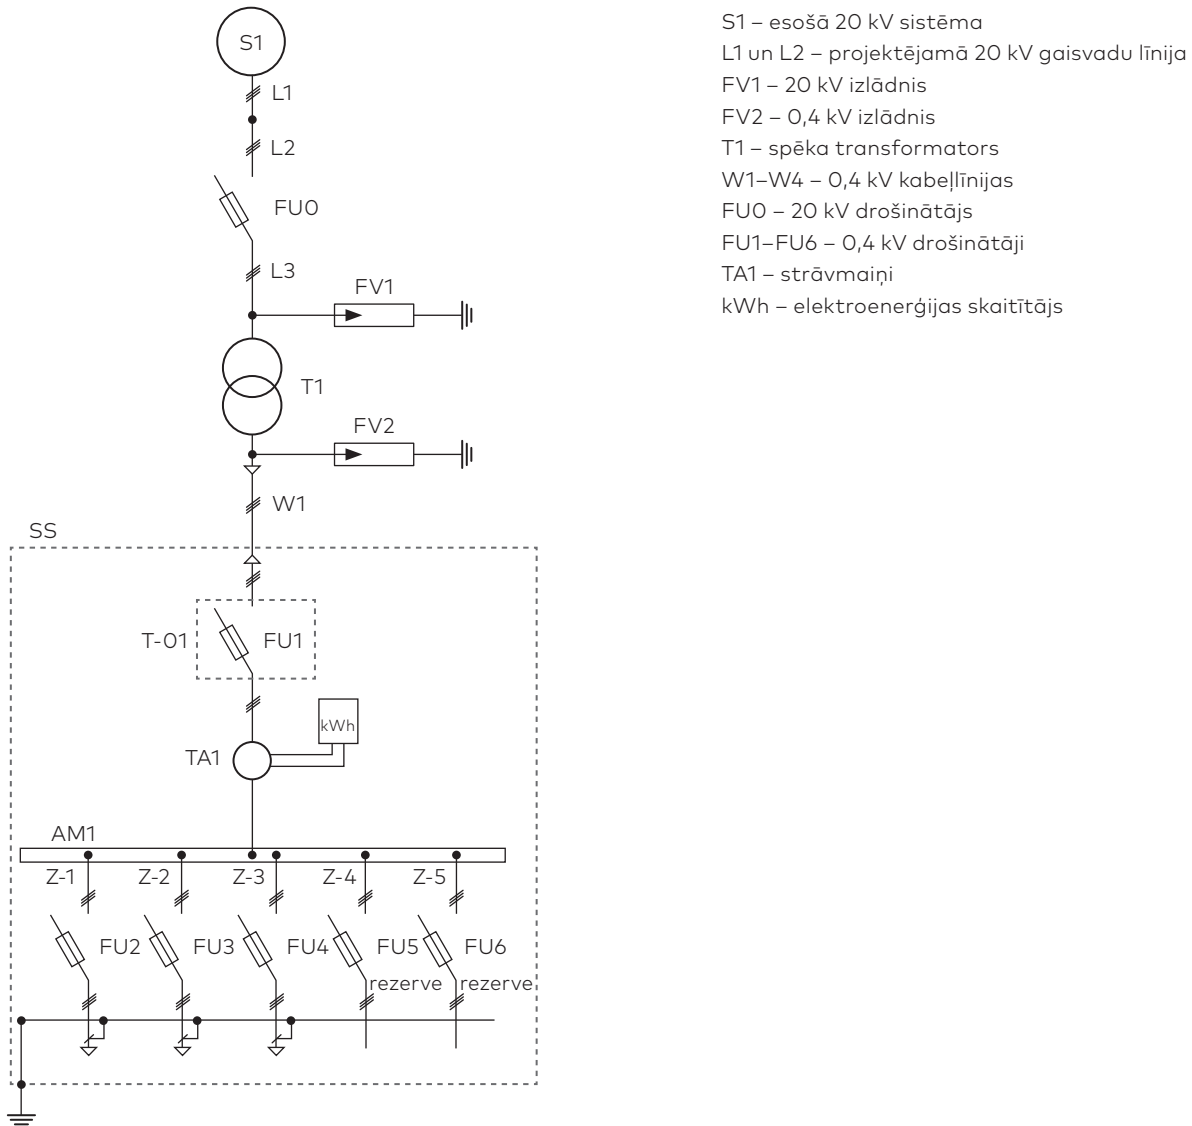 S1
L1
L2
FU0
L3
FV1
T1
FV2
W1
SS
T-01
FU1
kWh
TA1
AM1
Z-1 Z-2 Z-3 Z-4 Z-5
FU2 FU3 FU4 FU5 FU6
rezerve rezerve
S1 – esošā 20 kV sistēma
L1 un L2 – projektējamā 20 kV gaisvadu līnija
FV1 – 20 kV izlādnis
FV2 – 0,4 kV izlādnis
T1 – spēka transformators
W1–W4 – 0,4 kV kabeļlīnijas
FU0 – 20 kV drošinātājs
FU1–FU6 – 0,4 kV drošinātāji
TA1 – strāvmaiņi
kWh – elektroenerģijas skaitītājs